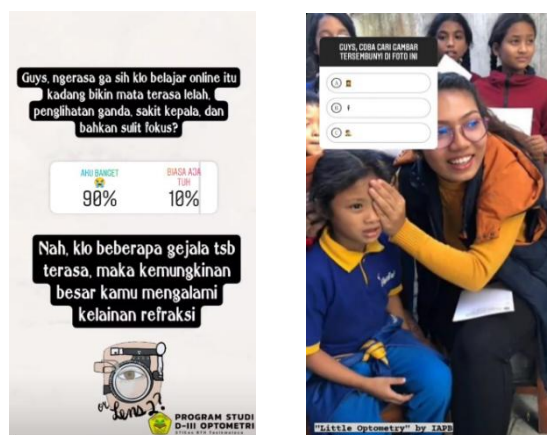 Guys, ngerasa ga sih klo belajar online itu
kadang bikin mata terasa lelah,
penglihatan ganda, sakit kepala, dan
bahkan sulit fokus?
AKU BANGET
BIASA AJA
TUH
90%
10%
Nah, klo beberapa gejala tsb
terasa, maka kemungkinan
besar kamu mengalami
kelainan refraksi
or Lens 2?
PROGRAM STUDI
D-III OPTOMETRI
GUYS, COBA CARI GAMBAR
TERSEMBUNYI DI FOTO INI
A
B
C
"Little Optometry" by IAPB